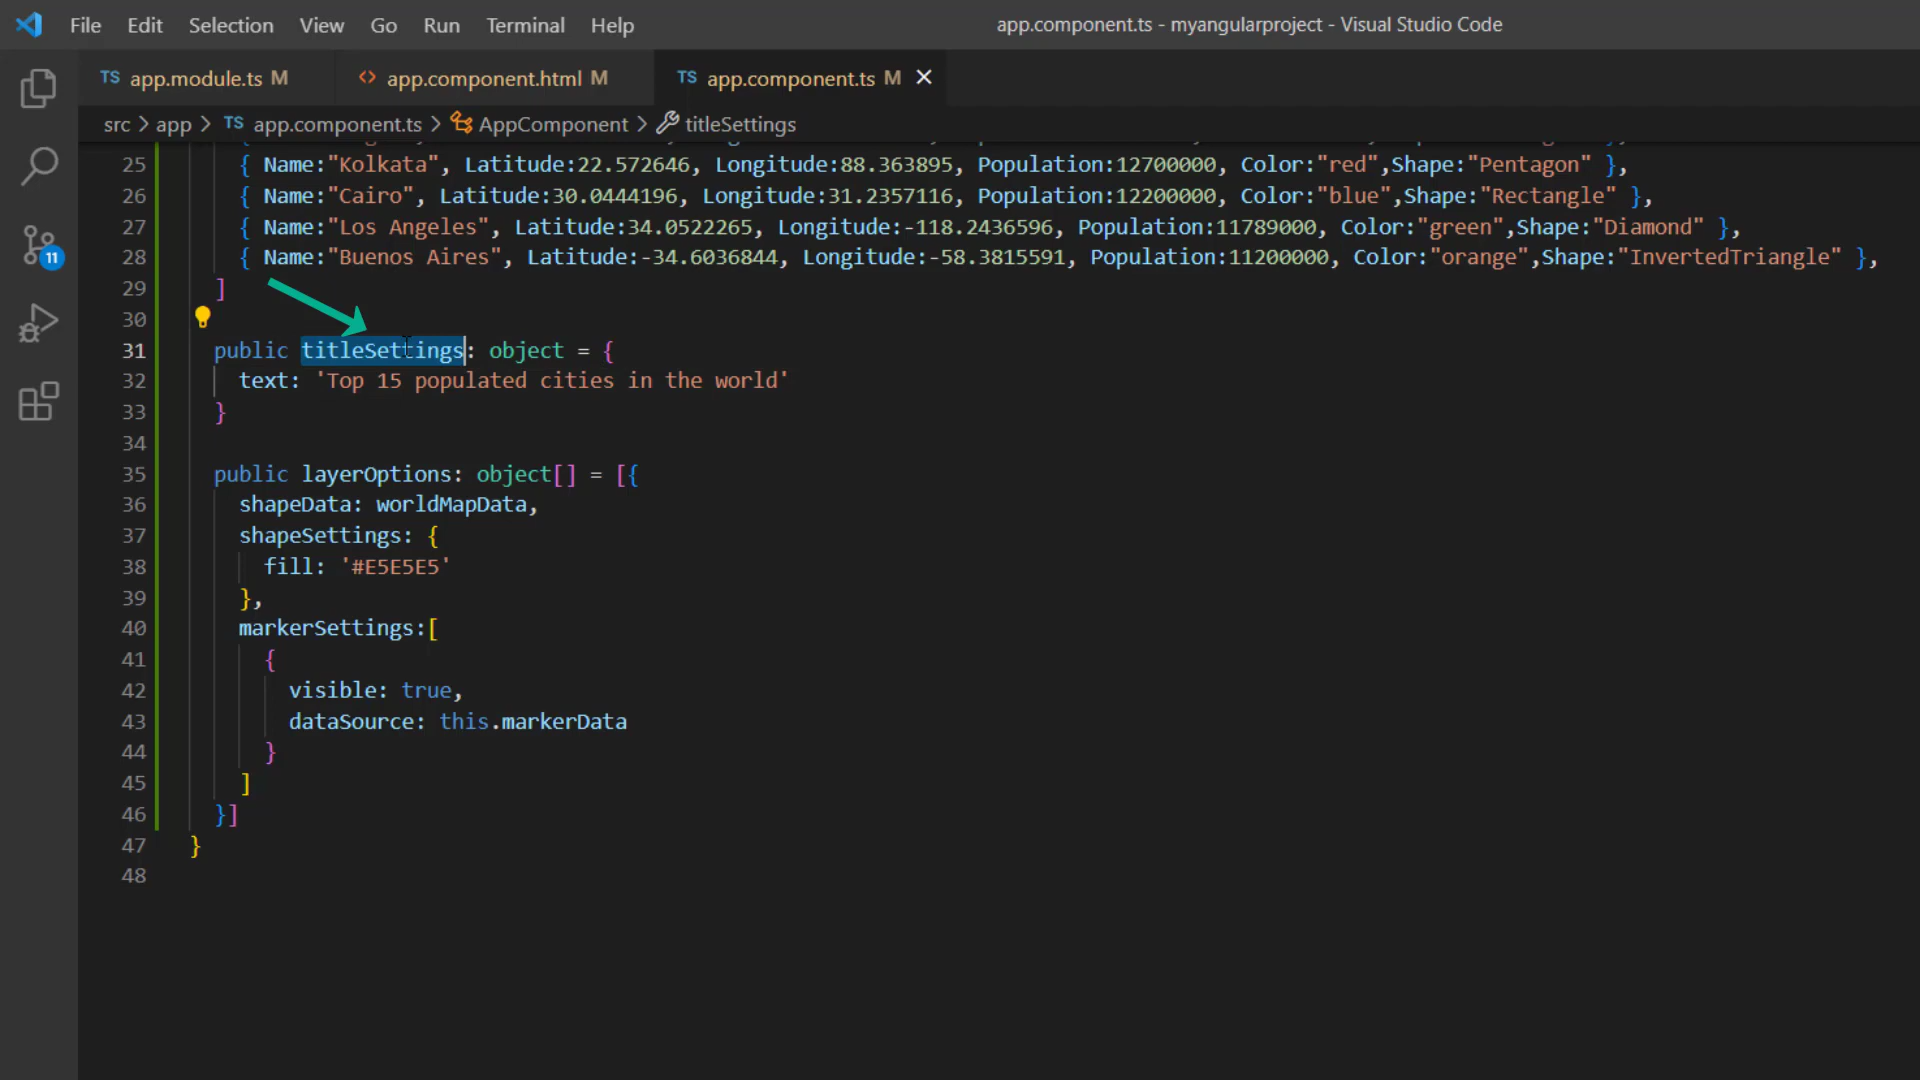 File Edit Selection View Go Run Terminal Help app.component.ts - myangularproject - Visual Studio Code
TS app.module.ts M <> app.component.html M TS app.component.ts M
src > app > TS app.component.ts > AppComponent > titleSettings
25 { Name:"Kolkata", Latitude:22.572646, Longitude:88.363895, Population:12700000, Color:"red",Shape:"Pentagon" },
26 { Name:"Cairo", Latitude:30.0444196, Longitude:31.2357116, Population:12200000, Color:"blue",Shape:"Rectangle" },
27 { Name:"Los Angeles", Latitude:34.0522265, Longitude:-118.2436596, Population:11789000, Color:"green",Shape:"Diamond" },
28 { Name:"Buenos Aires", Latitude:-34.6036844, Longitude:-58.3815591, Population:11200000, Color:"orange",Shape:"InvertedTriangle" },
29 ]
30
31 public titleSettings: object = {
32 text: 'Top 15 populated cities in the world'
33 }
34
35 public layerOptions: object[] = [{
36 shapeData: worldMapData,
37 shapeSettings: {
38 fill: '#E5E5E5'
39 },
40 markerSettings:[
41 {
42 visible: true,
43 dataSource: this.markerData
44 }
45 ]
46 }]
47 }
48
11